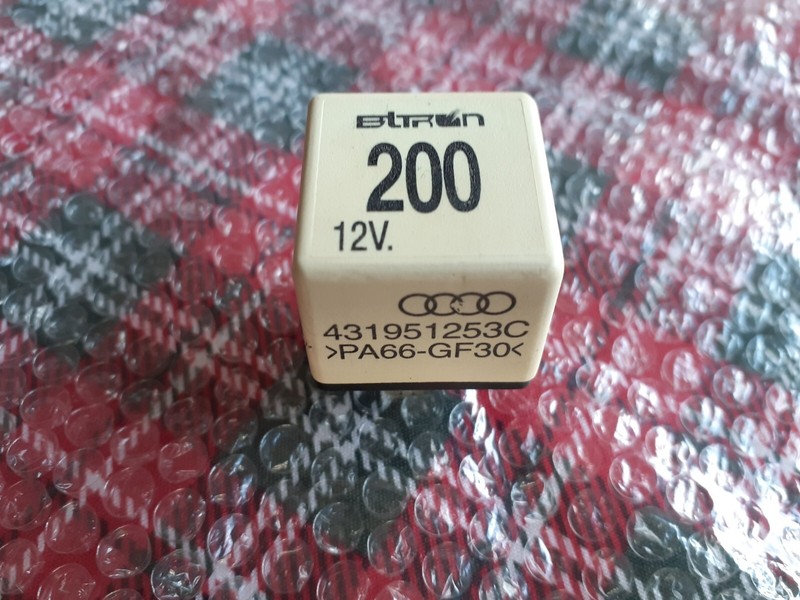 BITRON
200
12V.
431951253C
>PA66-GF30<